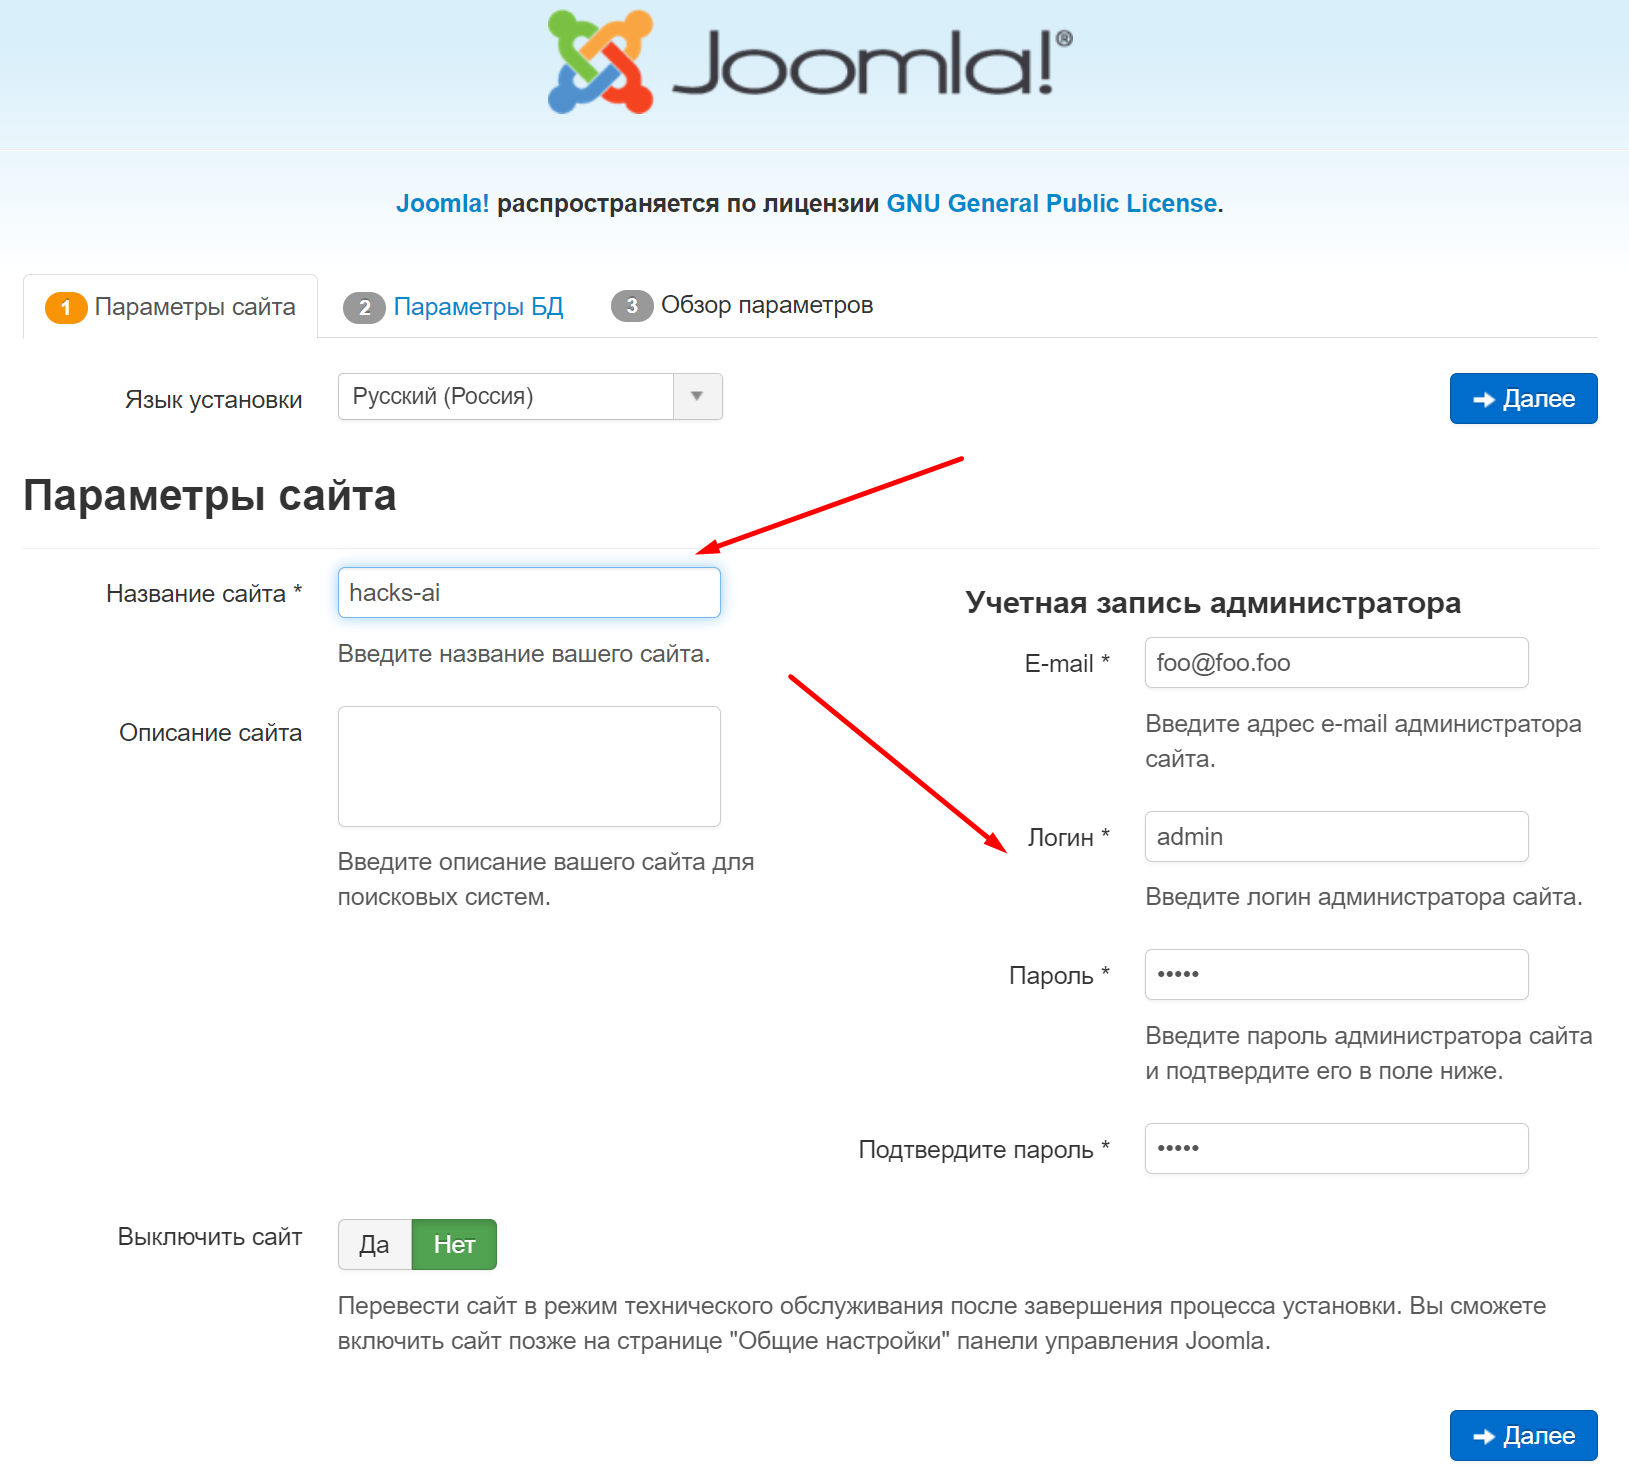 Joomla!®
Joomla! распространяется по лицензии GNU General Public License.
1 Параметры сайта 2 Параметры БД 3 Обзор параметров
Язык установки Русский (Россия) Далее
Параметры сайта
Название сайта * hacks-ai
Введите название вашего сайта.
Описание сайта
Введите описание вашего сайта для
поисковых систем.
Учетная запись администратора
E-mail * foo@foo.foo
Введите адрес e-mail администратора
сайта.
Логин * admin
Введите логин администратора сайта.
Пароль * •••••
Введите пароль администратора сайта
и подтвердите его в поле ниже.
Подтвердите пароль * •••••
Выключить сайт Да Нет
Перевести сайт в режим технического обслуживания после завершения процесса установки. Вы сможете
включить сайт позже на странице "Общие настройки" панели управления Joomla.
Далее